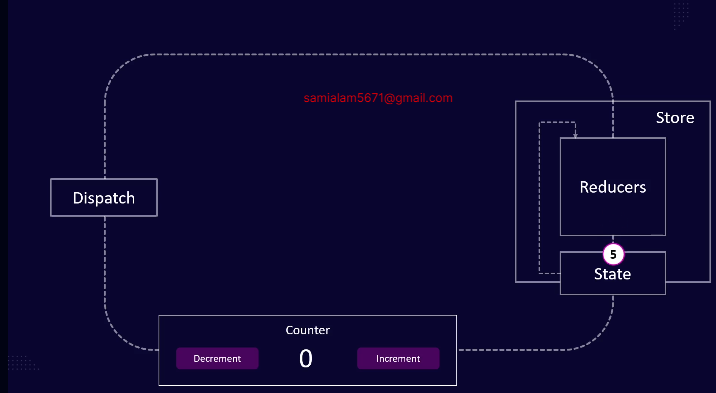 samialam5671@gmail.com
Store
Reducers
Dispatch
5
State
Counter
Decrement
0
Increment